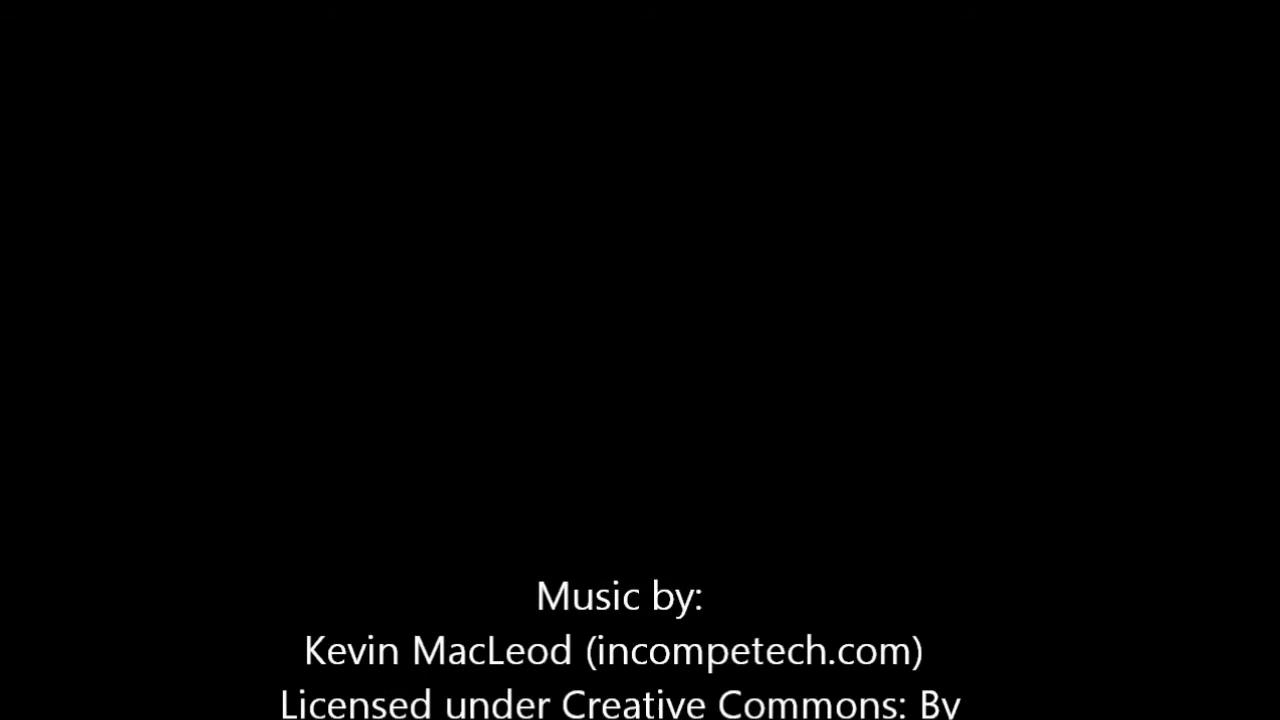 Music by:
Kevin MacLeod (incompetech.com)
Licensed under Creative Commons: By